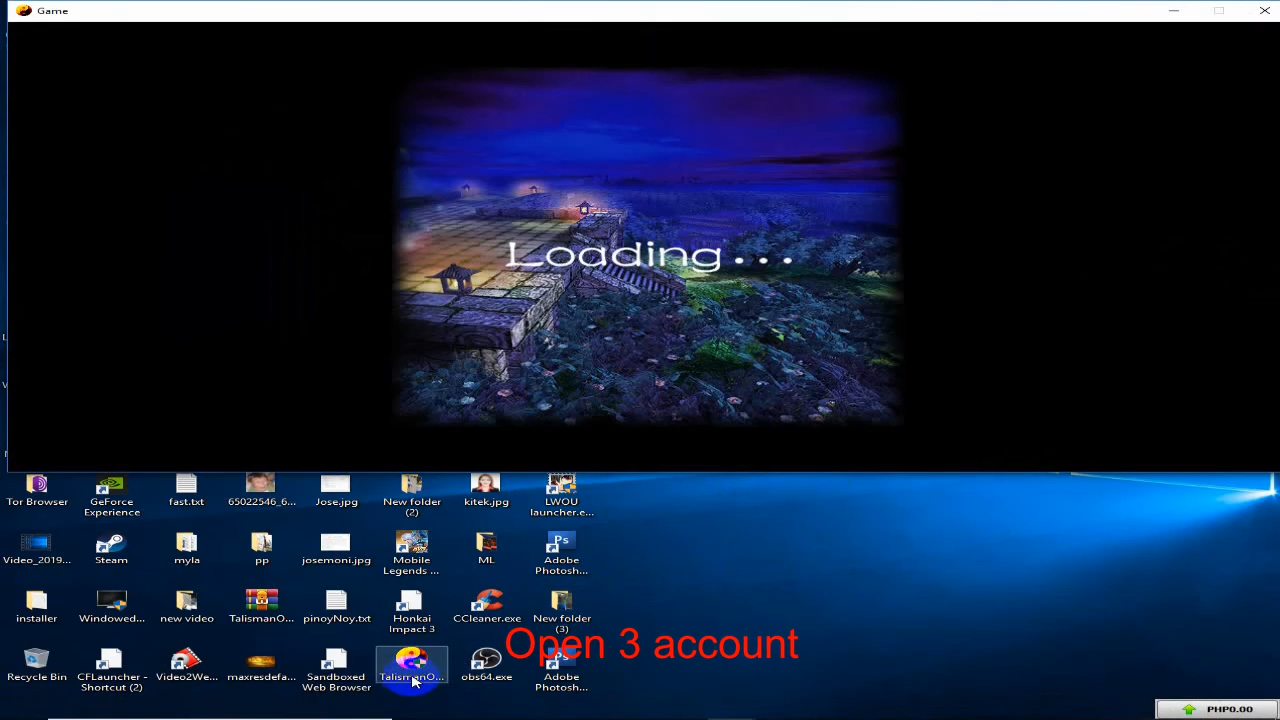 Game
Loading...
Tor Browser
GeForce
Experience
fast.txt
65022546_6...
Jose.jpg
New folder
(2)
kitek.jpg
LWOU
launcher.e...
Video_2019...
Steam
myla
pp
josemoni.jpg
Mobile
Legends ...
ML
Ps
Adobe
Photosh...
installer
Windowed...
new video
TalismanO...
pinoyNoy.txt
Honkai
Impact 3
CCleaner.exe
New folder
(3)
Open 3 account
Recycle Bin
CFLauncher -
Shortcut (2)
Video2We...
maxresdefa...
Sandboxed
Web Browser
TalismanO...
obs64.exe
Ps
Adobe
Photosh...
PHP0.00